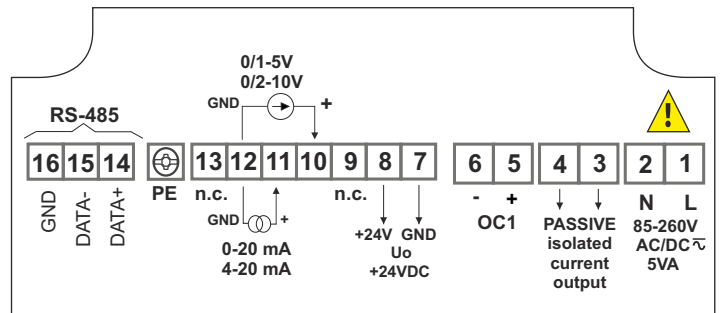 0/1-5V
0/2-10V
GND +
RS-485
16 15 14 13 12 11 10 9 8 7 6 5 4 3 2 1
GND
DATA-
DATA+
PE
n.c.
GND +
0-20 mA
4-20 mA
n.c.
+24V GND
Uo
+24VDC
- +
OC1
PASSIVE
isolated
current
output
N L
85-260V
AC/DC
5VA